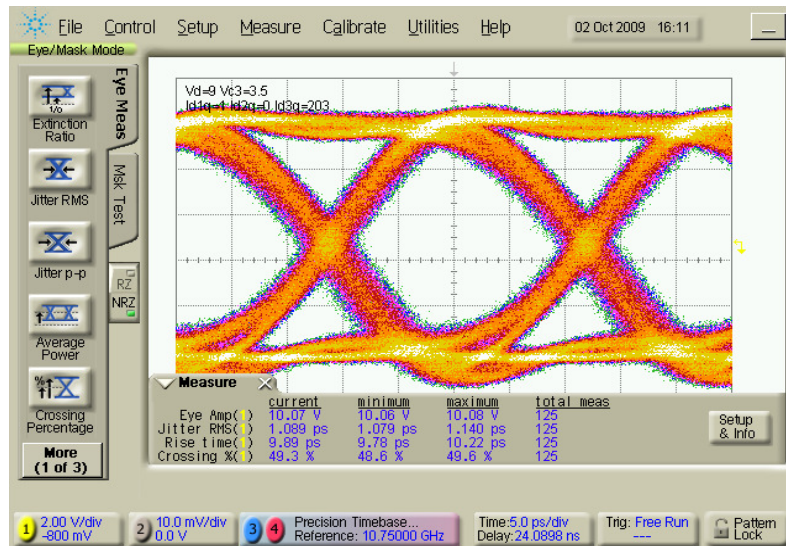 File Control Setup Measure Calibrate Utilities Help 02 Oct 2009 16:11
Eye/Mask Mode
Eye Meas
Msk Test
1/0
Extinction
Ratio
Jitter RMS
Jitter p-p
RZ
NRZ
Average
Power
%
Crossing
Percentage
More
(1 of 3)
Vd=9 Vc3=3.5
Id1q=1 Id2q=0 Id3q=203
Measure
current minimum maximum total meas
Eye Amp(1) 10.07 V 10.06 V 10.08 V 125
Jitter RMS(1) 1.089 ps 1.079 ps 1.140 ps 125
Rise time(1) 9.89 ps 9.78 ps 10.22 ps 125
Crossing %(1) 49.3 % 48.6 % 49.6 % 125
Setup
& Info
1 2.00 V/div
-800 mV
2 10.0 mV/div
0.0 V
3 4 Precision Timebase...
Reference: 10.75000 GHz
Time:5.0 ps/div
Delay:24.0898 ns
Trig: Free Run
---
Pattern
Lock